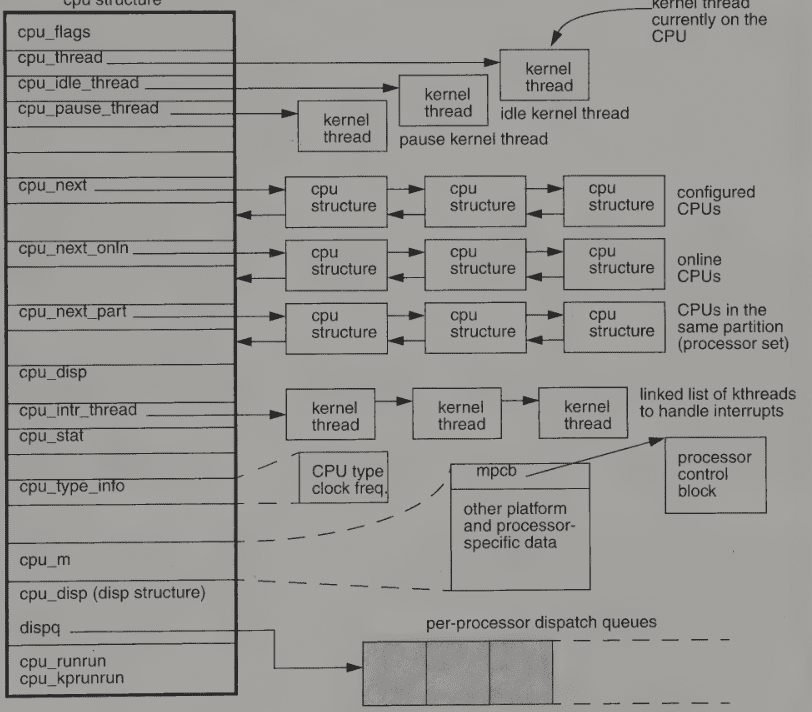 cpu structure
kernel thread
currently on the
CPU
cpu_flags
cpu_thread
cpu_idle_thread
cpu_pause_thread
kernel
thread
kernel
thread
idle kernel thread
kernel
thread
pause kernel thread
cpu_next
cpu
structure
cpu
structure
cpu
structure
configured
CPUs
cpu_next_onln
cpu
structure
cpu
structure
cpu
structure
online
CPUs
cpu_next_part
cpu
structure
cpu
structure
cpu
structure
CPUs in the
same partition
(processor set)
cpu_disp
cpu_intr_thread
kernel
thread
kernel
thread
kernel
thread
linked list of kthreads
to handle interrupts
cpu_stat
cpu_type_info
CPU type
clock freq.
mpcb
other platform
and processor-
specific data
processor
control
block
cpu_m
cpu_disp (disp structure)
dispq
per-processor dispatch queues
cpu_runrun
cpu_kprunrun